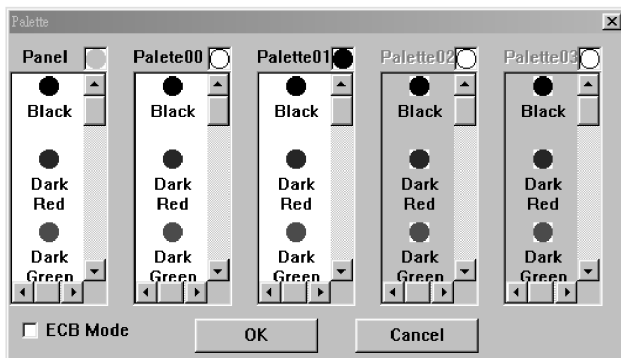 Palette
Panel Palete00 Palette01 Palette02 Palette03
Black Black Black Black Black
Dark Dark Dark Dark Dark
Red Red Red Red Red
Dark Dark Dark Dark Dark
Green Green Green Green Green
ECB Mode OK Cancel